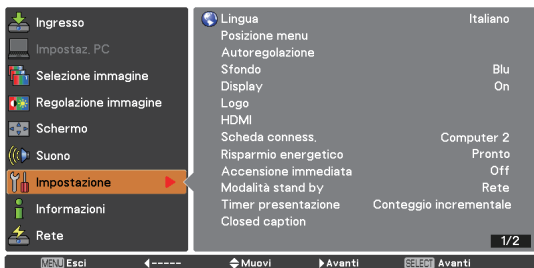 Ingresso
Impostaz. PC
Selezione immagine
Regolazione immagine
Schermo
Suono
Impostazione
Informazioni
Rete
Lingua Italiano
Posizione menu
Autoregolazione
Sfondo Blu
Display On
Logo
HDMI
Scheda conness. Computer 2
Risparmio energetico Pronto
Accensione immediata Off
Modalità stand by Rete
Timer presentazione Conteggio incrementale
Closed caption
1/2
MENU Esci ◀----- Muovi ▶Avanti SELECT Avanti